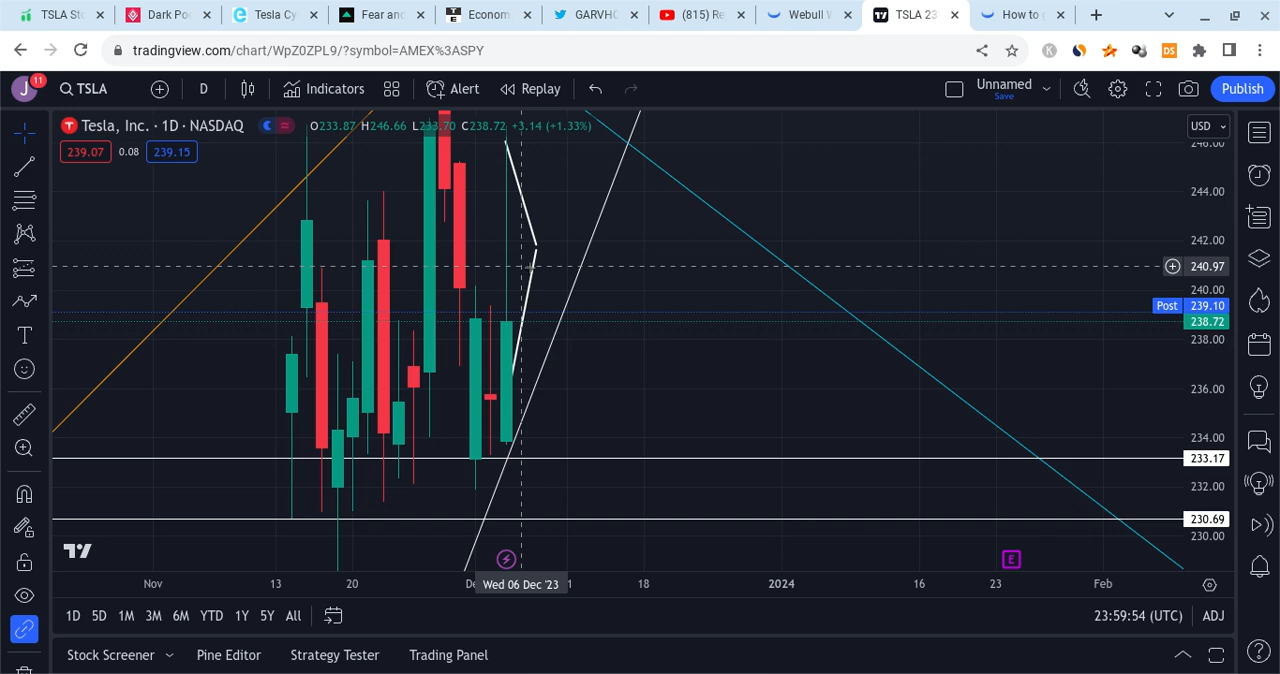 TSLA Sto
Dark Poo
Tesla Cy
Fear and
Econom
GARVHO
(815) Re
Webull W
TSLA 23
How to g
tradingview.com/chart/WpZ0ZPL9/?symbol=AMEX%3ASPY
J 11 TSLA D Indicators Alert Replay Unnamed Save Publish
Tesla, Inc. · 1D · NASDAQ O233.87 H246.66 L233.70 C238.72 +3.14 (+1.33%) USD
239.07 0.08 239.15
246.00
244.00
242.00
240.97
240.00
Post 239.10
238.72
238.00
236.00
234.00
233.17
232.00
230.69
230.00
E
Nov 13 20 De Wed 06 Dec '23 1 18 2024 16 23 Feb
1D 5D 1M 3M 6M YTD 1Y 5Y All 23:59:54 (UTC) ADJ
Stock Screener Pine Editor Strategy Tester Trading Panel